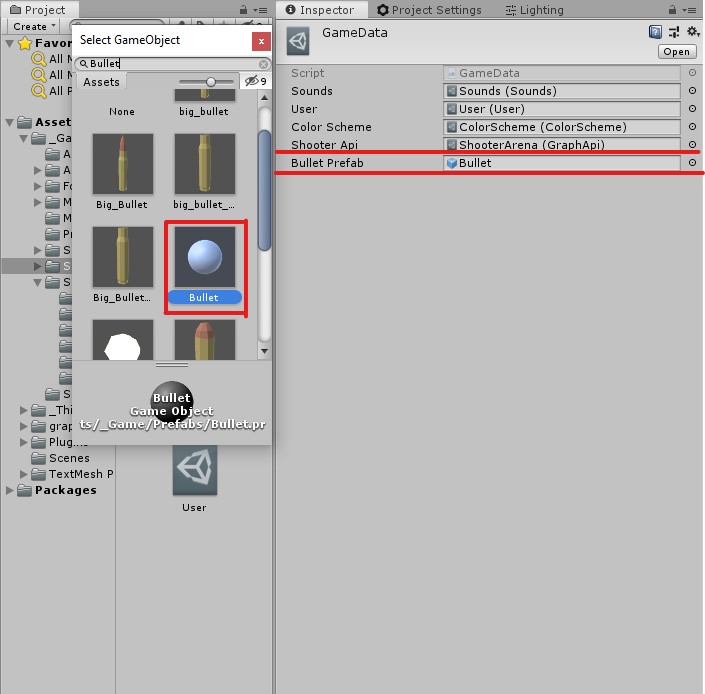 Project
Create
Favor
All M
All M
All P
Assets
_Ga
A
A
Fo
M
M
Pr
S
S
S
S
_Thi
grap
Plugins
Scenes
TextMesh P
Packages
User
Select GameObject
x
Bullet
Assets
9
None
big_bullet
Big_Bullet
big_bullet_...
Big_Bullet...
Bullet
Bullet
Game Object
ts/_Game/Prefabs/Bullet.pr
Inspector
Project Settings
Lighting
GameData
Open
Script GameData
Sounds Sounds (Sounds)
User User (User)
Color Scheme ColorScheme (ColorScheme)
Shooter Api ShooterArena (GraphApi)
Bullet Prefab Bullet